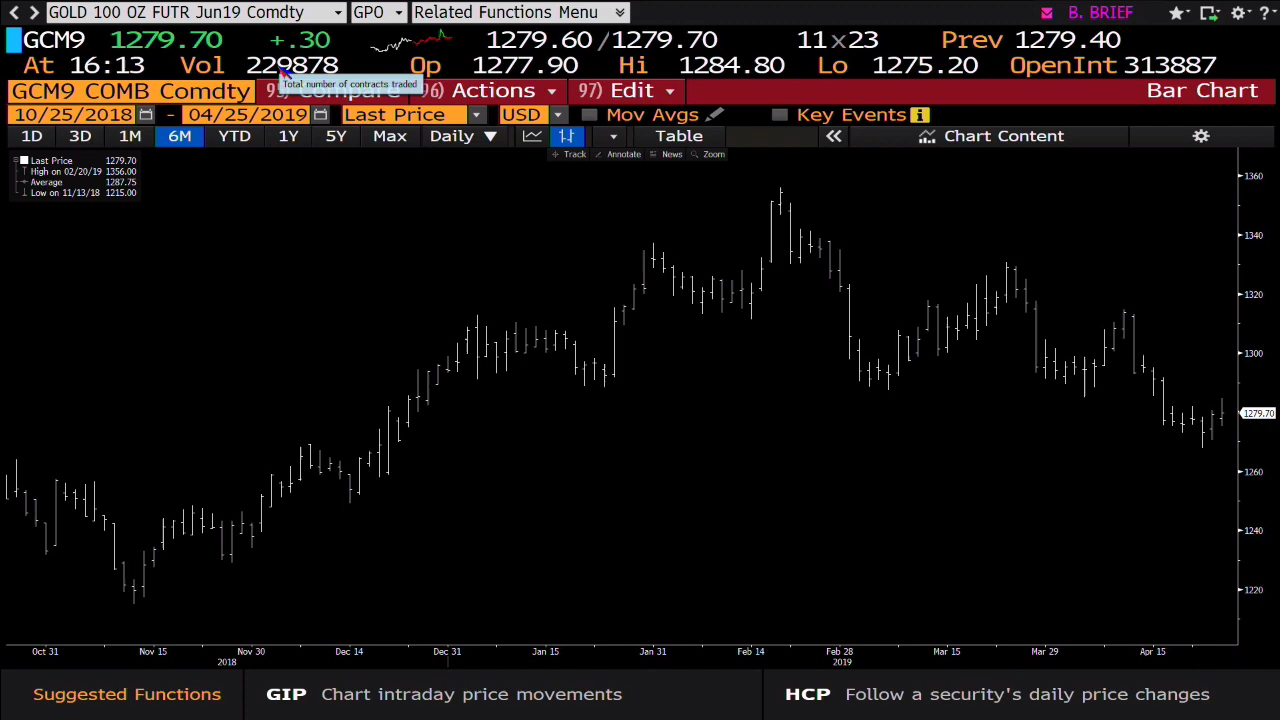 GOLD 100 OZ FUTR Jun19 Comdty GPO Related Functions Menu B. BRIEF
GCM9 1279.70 +.30 1279.60/1279.70 11x23 Prev 1279.40
At 16:13 Vol 229878 Op 1277.90 Hi 1284.80 Lo 1275.20 OpenInt 313887
Total number of contracts traded
GCM9 COMB Comdty 95) Compare 96) Actions 97) Edit Bar Chart
10/25/2018 - 04/25/2019 Last Price USD Mov Avgs Key Events
1D 3D 1M 6M YTD 1Y 5Y Max Daily Table Chart Content
Track Annotate News Zoom
Last Price 1279.70
High on 02/20/19 1356.00
Average 1287.75
Low on 11/13/18 1215.00
1360
1340
1320
1300
1279.70
1260
1240
1220
Oct 31 Nov 15 Nov 30 Dec 14 Dec 31 Jan 15 Jan 31 Feb 14 Feb 28 Mar 15 Mar 29 Apr 15
2018 2019
Suggested Functions GIP Chart intraday price movements HCP Follow a security's daily price changes